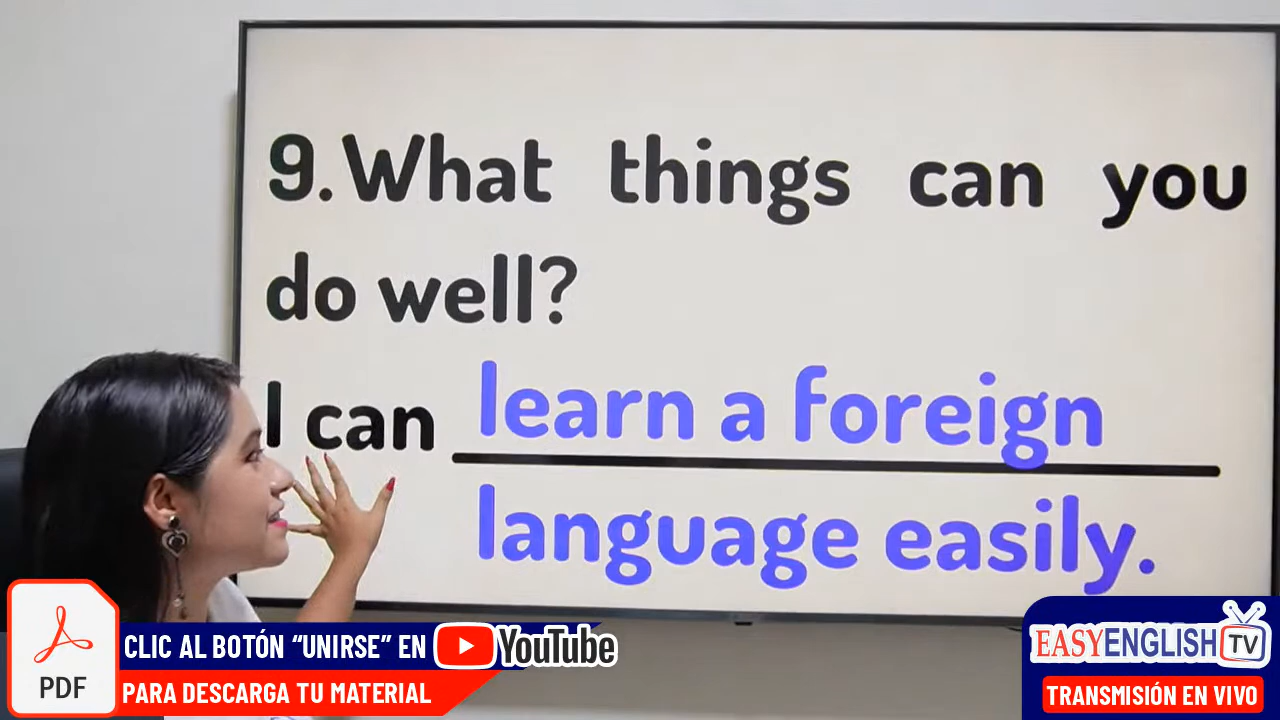 9. What things can you
do well?
I can learn a foreign
language easily.
PDF
CLIC AL BOTÓN “UNIRSE” EN YouTube
PARA DESCARGA TU MATERIAL
EASYENGLISH TV
TRANSMISIÓN EN VIVO